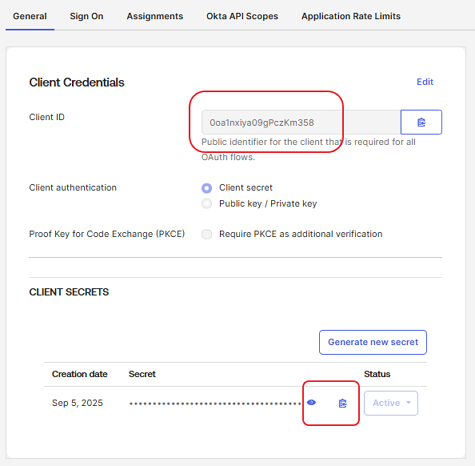 General Sign On Assignments Okta API Scopes Application Rate Limits
Client Credentials Edit
Client ID 0oa1nxiya09gPczKm358
Public identifier for the client that is required for all
OAuth flows.
Client authentication Client secret
Public key / Private key
Proof Key for Code Exchange (PKCE) Require PKCE as additional verification
CLIENT SECRETS
Generate new secret
Creation date Secret Status
Sep 5, 2025 •••••••••••••••••••••••••••••••••••• Active